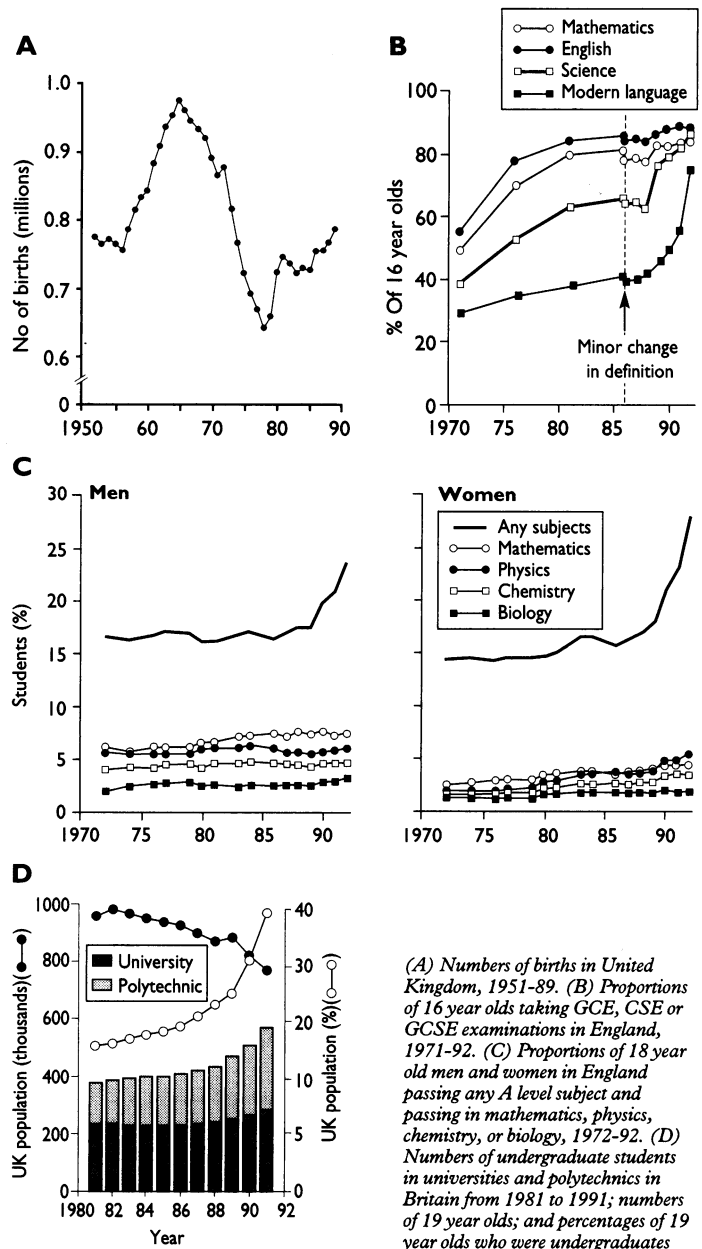 A
No of births (millions)
1.0
0.9
0.8
0.7
0.6
0
1950
60
70
80
90
B
Mathematics
English
Science
Modern language
% Of 16 year olds
100
80
60
40
20
0
Minor change
in definition
1970
75
80
85
90
C
Men
Students (%)
30
25
20
15
10
5
0
1970
75
80
85
90
Women
Any subjects
Mathematics
Physics
Chemistry
Biology
1970
75
80
85
90
D
UK population (thousands)
1000
800
600
400
200
0
University
Polytechnic
40
30
20
10
5
0
UK population (%)
1980
82
84
86
88
90
92
Year
(A) Numbers of births in United
Kingdom, 1951-89. (B) Proportions
of 16 year olds taking GCE, CSE or
GCSE examinations in England,
1971-92. (C) Proportions of 18 year
old men and women in England
passing any A level subject and
passing in mathematics, physics,
chemistry, or biology, 1972-92. (D)
Numbers of undergraduate students
in universities and polytechnics in
Britain from 1981 to 1991; numbers
of 19 year olds; and percentages of 19
year olds who were undergraduates